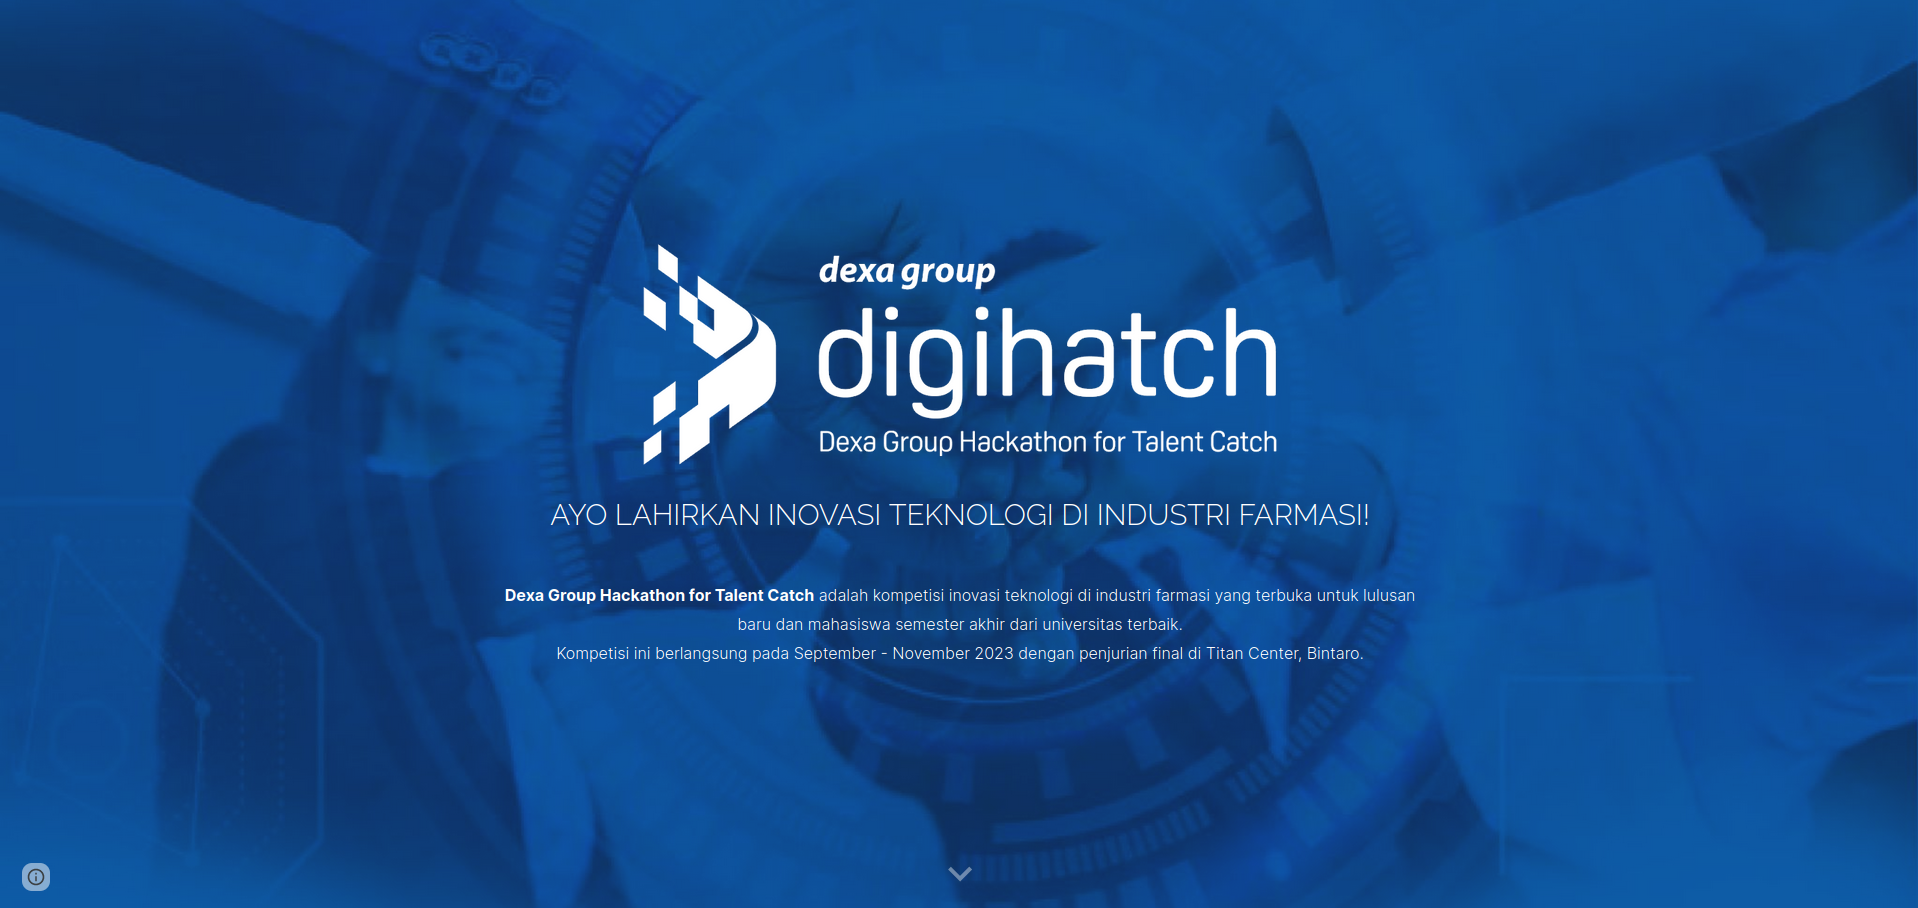 dexa group
digihatch
Dexa Group Hackathon for Talent Catch
AYO LAHIRKAN INOVASI TEKNOLOGI DI INDUSTRI FARMASI!
Dexa Group Hackathon for Talent Catch adalah kompetisi inovasi teknologi di industri farmasi yang terbuka untuk lulusan
baru dan mahasiswa semester akhir dari universitas terbaik.
Kompetisi ini berlangsung pada September - November 2023 dengan penjurian final di Titan Center, Bintaro.